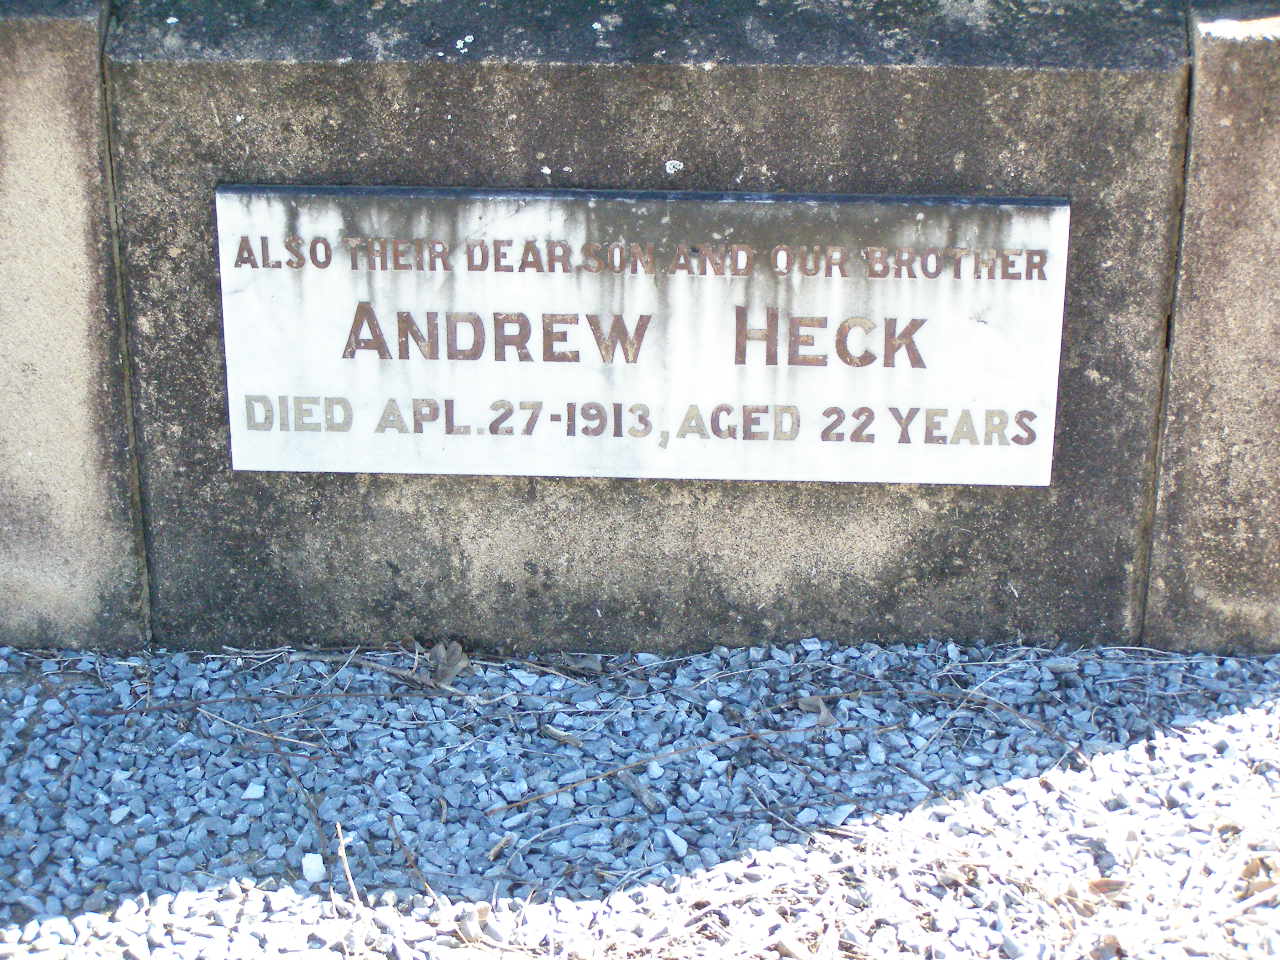 ALSO THEIR DEAR SON AND OUR BROTHER
ANDREW HECK
DIED APL. 27-1913, AGED 22 YEARS